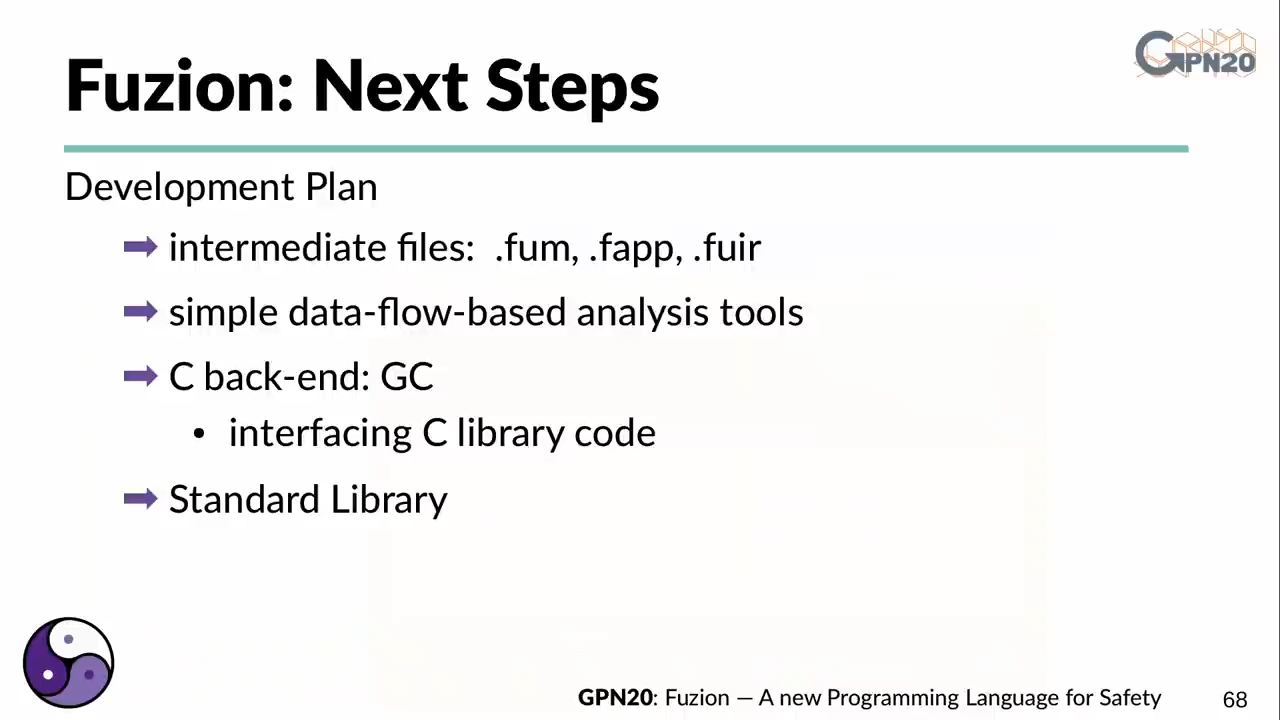 GPN20
Fuzion: Next Steps
Development Plan
intermediate files: .fum, .fapp, .fuir
simple data-flow-based analysis tools
C back-end: GC
• interfacing C library code
Standard Library
GPN20: Fuzion — A new Programming Language for Safety
68